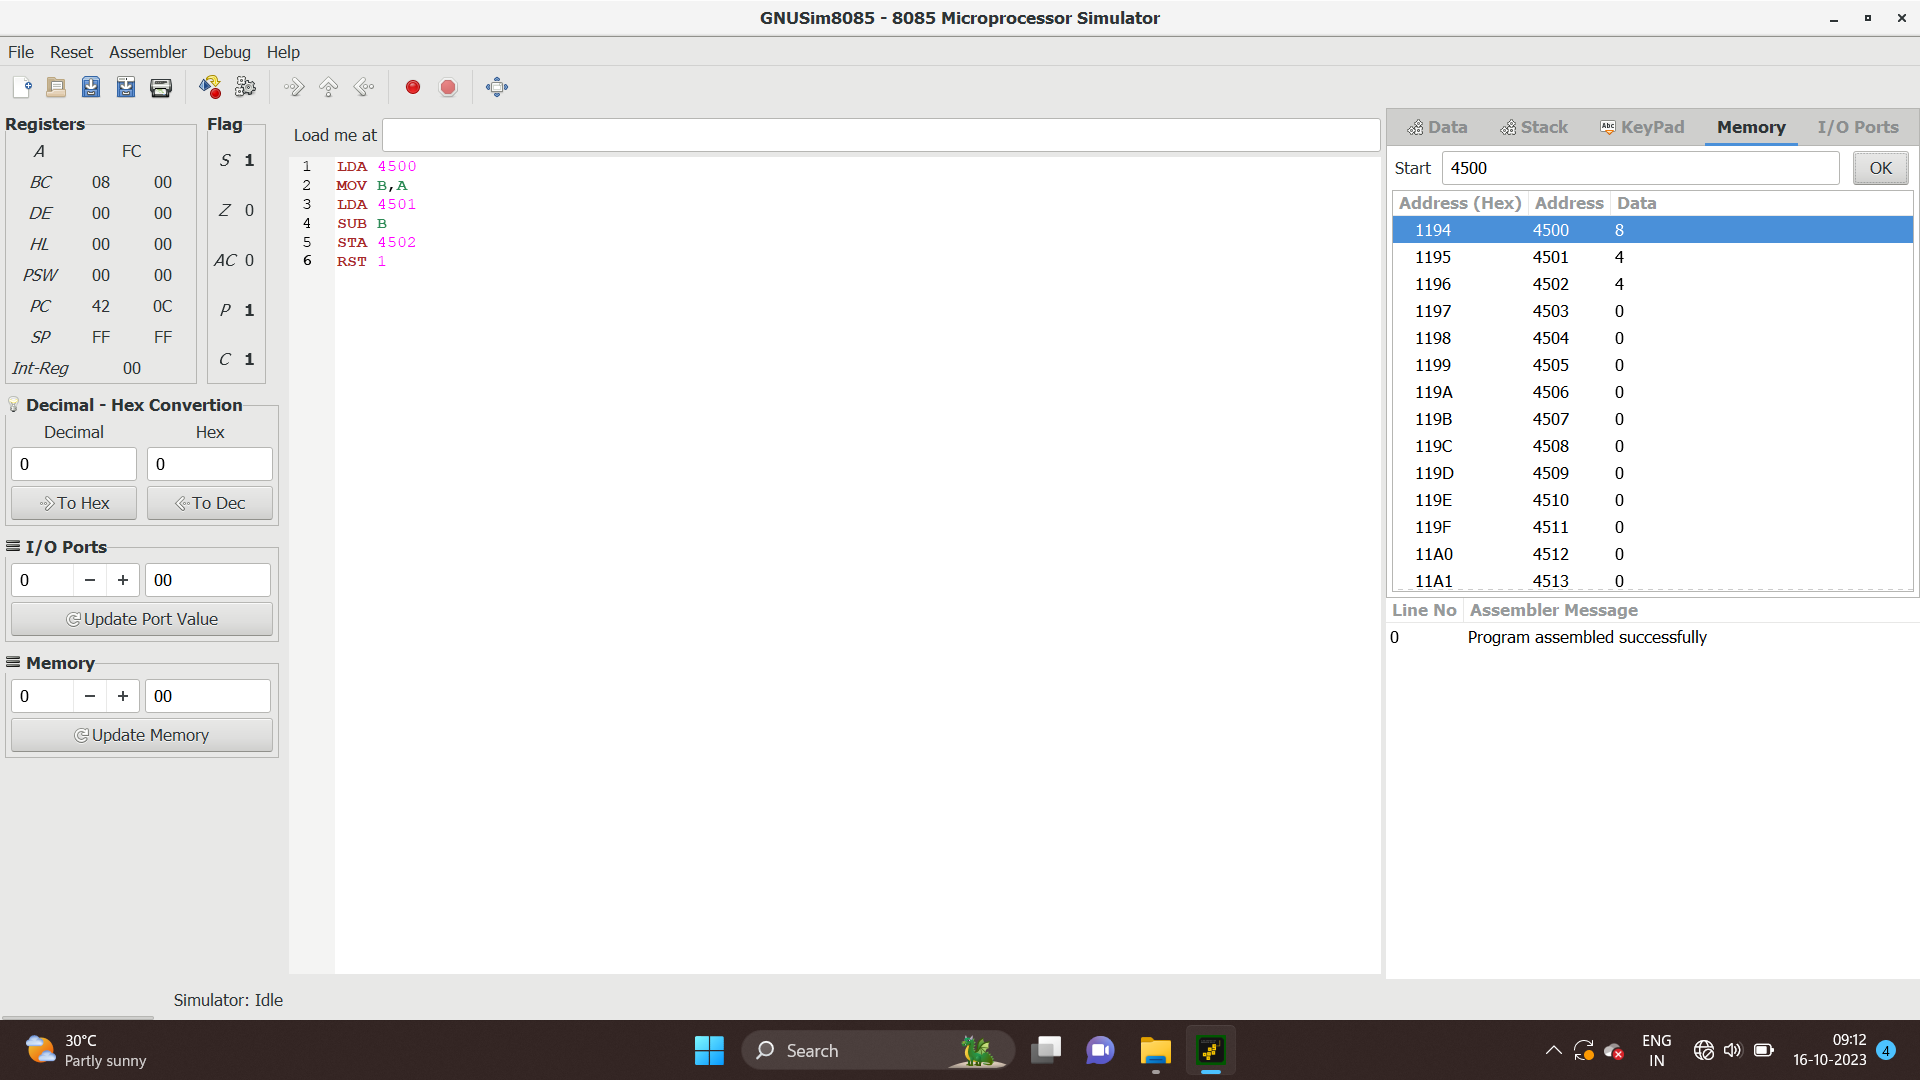 GNUSim8085 - 8085 Microprocessor Simulator
File Reset Assembler Debug Help
Registers
A FC
BC 08 00
DE 00 00
HL 00 00
PSW 00 00
PC 42 0C
SP FF FF
Int-Reg 00
Flag
S 1
Z 0
AC 0
P 1
C 1
Decimal - Hex Convertion
Decimal Hex
0 0
To Hex To Dec
I/O Ports
0 − + 00
Update Port Value
Memory
0 − + 00
Update Memory
Load me at
1 LDA 4500
2 MOV B,A
3 LDA 4501
4 SUB B
5 STA 4502
6 RST 1
Data Stack Abc KeyPad Memory I/O Ports
Start 4500 OK
Address (Hex) Address Data
1194 4500 8
1195 4501 4
1196 4502 4
1197 4503 0
1198 4504 0
1199 4505 0
119A 4506 0
119B 4507 0
119C 4508 0
119D 4509 0
119E 4510 0
119F 4511 0
11A0 4512 0
11A1 4513 0
Line No Assembler Message
0 Program assembled successfully
Simulator: Idle
30°C
Partly sunny
Search
ENG
IN
09:12
16-10-2023
4